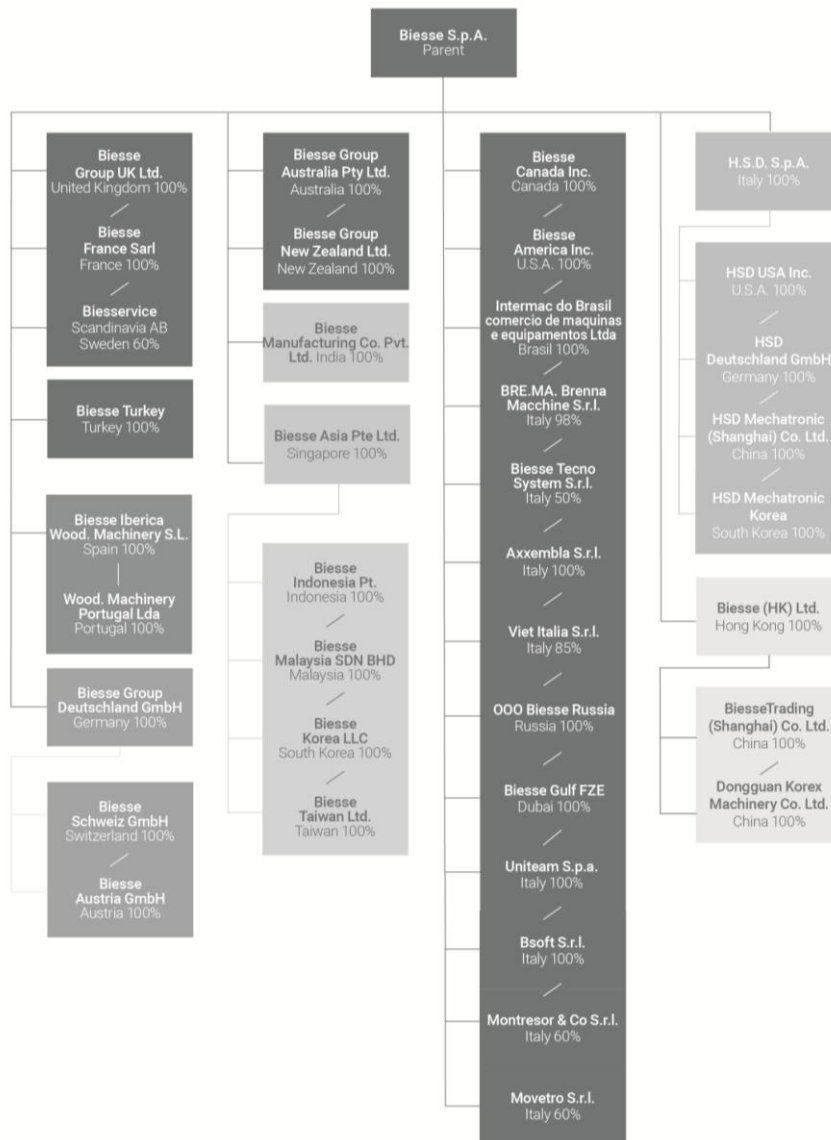 Biesse S.p.A.
Parent
Biesse
Group UK Ltd.
United Kingdom 100%
Biesse
France Sarl
France 100%
Biesservice
Scandinavia AB
Sweden 60%
Biesse Turkey
Turkey 100%
Biesse Iberica
Wood. Machinery S.L.
Spain 100%
Wood. Machinery
Portugal Lda
Portugal 100%
Biesse Group
Deutschland GmbH
Germany 100%
Biesse
Schweiz GmbH
Switzerland 100%
Biesse
Austria GmbH
Austria 100%
Biesse Group
Australia Pty Ltd.
Australia 100%
Biesse Group
New Zealand Ltd.
New Zealand 100%
Biesse
Manufacturing Co. Pvt.
Ltd. India 100%
Biesse Asia Pte Ltd.
Singapore 100%
Biesse
Indonesia Pt.
Indonesia 100%
Biesse
Malaysia SDN BHD
Malaysia 100%
Biesse
Korea LLC
South Korea 100%
Biesse
Taiwan Ltd.
Taiwan 100%
Biesse
Canada Inc.
Canada 100%
Biesse
America Inc.
U.S.A. 100%
Intermac do Brasil
comercio de maquinas
e equipamentos Ltda
Brasil 100%
BRE.MA. Brenna
Macchine S.r.l.
Italy 98%
Biesse Tecno
System S.r.l.
Italy 50%
Axxembla S.r.l.
Italy 100%
Viet Italia S.r.l.
Italy 85%
OOO Biesse Russia
Russia 100%
Biesse Gulf FZE
Dubai 100%
Uniteam S.p.a.
Italy 100%
Bsoft S.r.l.
Italy 100%
Montresor & Co S.r.l.
Italy 60%
Movetro S.r.l.
Italy 60%
H.S.D. S.p.A.
Italy 100%
HSD USA Inc.
U.S.A. 100%
HSD
Deutschland GmbH
Germany 100%
HSD Mechatronic
(Shanghai) Co. Ltd.
China 100%
HSD Mechatronic
Korea
South Korea 100%
Biesse (HK) Ltd.
Hong Kong 100%
BiesseTrading
(Shanghai) Co. Ltd.
China 100%
Dongguan Korex
Machinery Co. Ltd.
China 100%